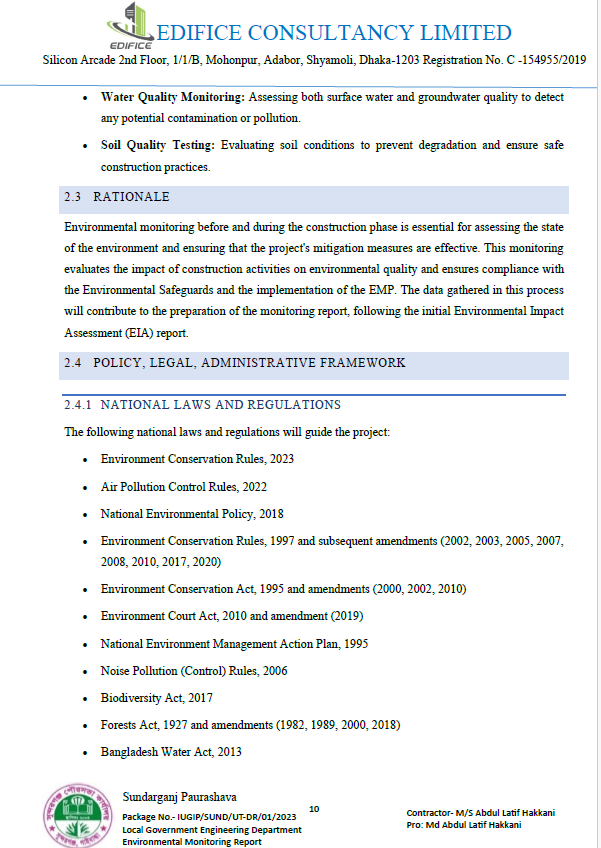 EDIFICE
EDIFICE CONSULTANCY LIMITED
Silicon Arcade 2nd Floor, 1/1/B, Mohonpur, Adabor, Shyamoli, Dhaka-1203 Registration No. C -154955/2019
• Water Quality Monitoring: Assessing both surface water and groundwater quality to detect
any potential contamination or pollution.
• Soil Quality Testing: Evaluating soil conditions to prevent degradation and ensure safe
construction practices.
2.3 RATIONALE
Environmental monitoring before and during the construction phase is essential for assessing the state
of the environment and ensuring that the project's mitigation measures are effective. This monitoring
evaluates the impact of construction activities on environmental quality and ensures compliance with
the Environmental Safeguards and the implementation of the EMP. The data gathered in this process
will contribute to the preparation of the monitoring report, following the initial Environmental Impact
Assessment (EIA) report.
2.4 POLICY, LEGAL, ADMINISTRATIVE FRAMEWORK
2.4.1 NATIONAL LAWS AND REGULATIONS
The following national laws and regulations will guide the project:
• Environment Conservation Rules, 2023
• Air Pollution Control Rules, 2022
• National Environmental Policy, 2018
• Environment Conservation Rules, 1997 and subsequent amendments (2002, 2003, 2005, 2007,
2008, 2010, 2017, 2020)
• Environment Conservation Act, 1995 and amendments (2000, 2002, 2010)
• Environment Court Act, 2010 and amendment (2019)
• National Environment Management Action Plan, 1995
• Noise Pollution (Control) Rules, 2006
• Biodiversity Act, 2017
• Forests Act, 1927 and amendments (1982, 1989, 2000, 2018)
• Bangladesh Water Act, 2013
Sundarganj Paurashava
Package No.- IUGIP/SUND/UT-DR/01/2023
Local Government Engineering Department
Environmental Monitoring Report
10
Contractor- M/S Abdul Latif Hakkani
Pro: Md Abdul Latif Hakkani